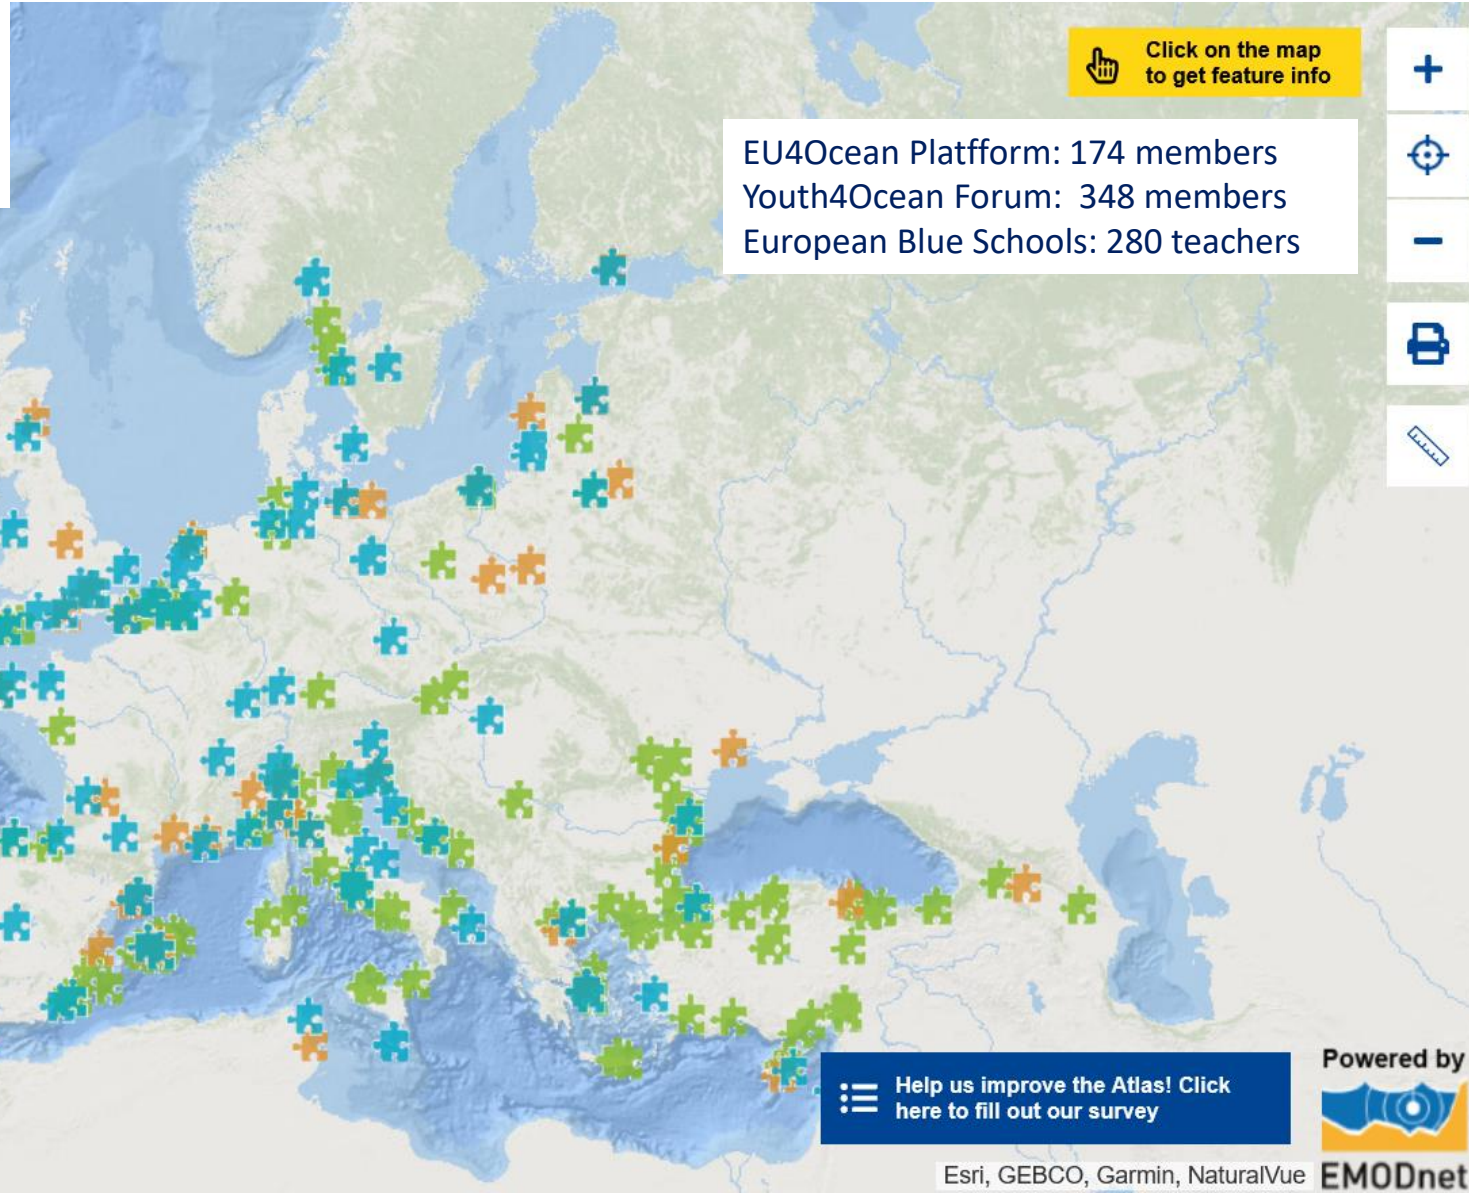 Click on the map
to get feature info
EU4Ocean Platfform: 174 members
Youth4Ocean Forum:  348 members
European Blue Schools: 280 teachers
Help us improve the Atlas! Click
here to fill out our survey
Powered by
EMODnet
Esri, GEBCO, Garmin, NaturalVue